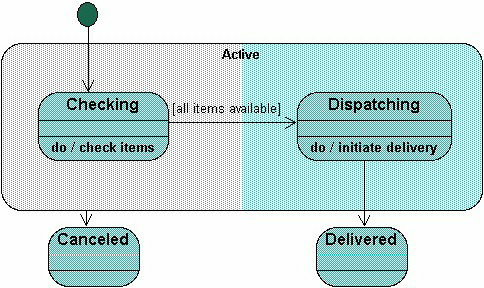 Active
Checking
[all items available]
Dispatching
do / check items
do / initiate delivery
Canceled
Delivered